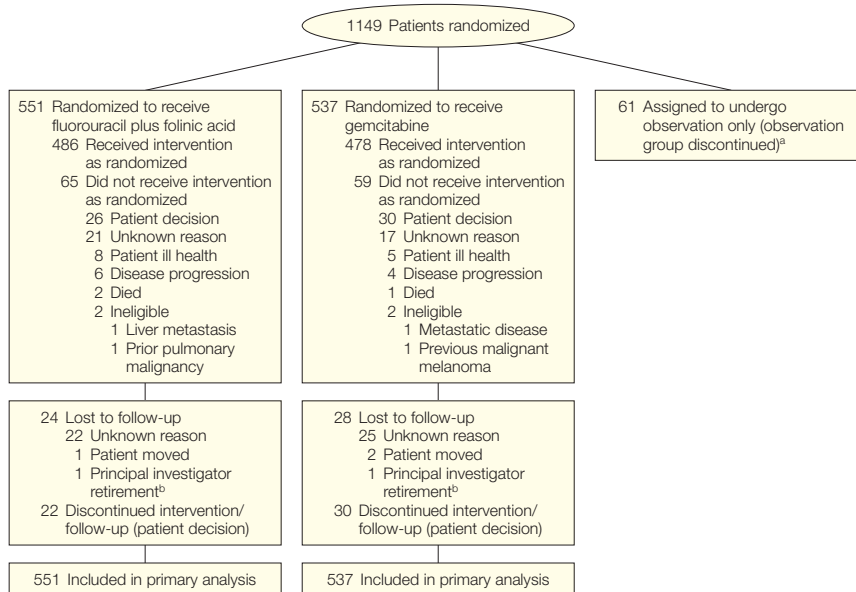 1149 Patients randomized
551 Randomized to receive
fluorouracil plus folinic acid
486 Received intervention
as randomized
65 Did not receive intervention
as randomized
26 Patient decision
21 Unknown reason
8 Patient ill health
6 Disease progression
2 Died
2 Ineligible
1 Liver metastasis
1 Prior pulmonary
malignancy
537 Randomized to receive
gemcitabine
478 Received intervention
as randomized
59 Did not receive intervention
as randomized
30 Patient decision
17 Unknown reason
5 Patient ill health
4 Disease progression
1 Died
2 Ineligible
1 Metastatic disease
1 Previous malignant
melanoma
61 Assigned to undergo
observation only (observation
group discontinued)a
24 Lost to follow-up
22 Unknown reason
1 Patient moved
1 Principal investigator
retirementb
22 Discontinued intervention/
follow-up (patient decision)
28 Lost to follow-up
25 Unknown reason
2 Patient moved
1 Principal investigator
retirementb
30 Discontinued intervention/
follow-up (patient decision)
551 Included in primary analysis
537 Included in primary analysis